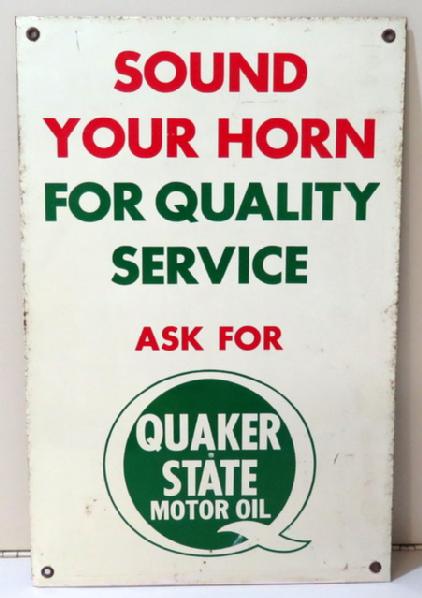 SOUND
YOUR HORN
FOR QUALITY
SERVICE
ASK FOR
QUAKER
STATE
MOTOR OIL